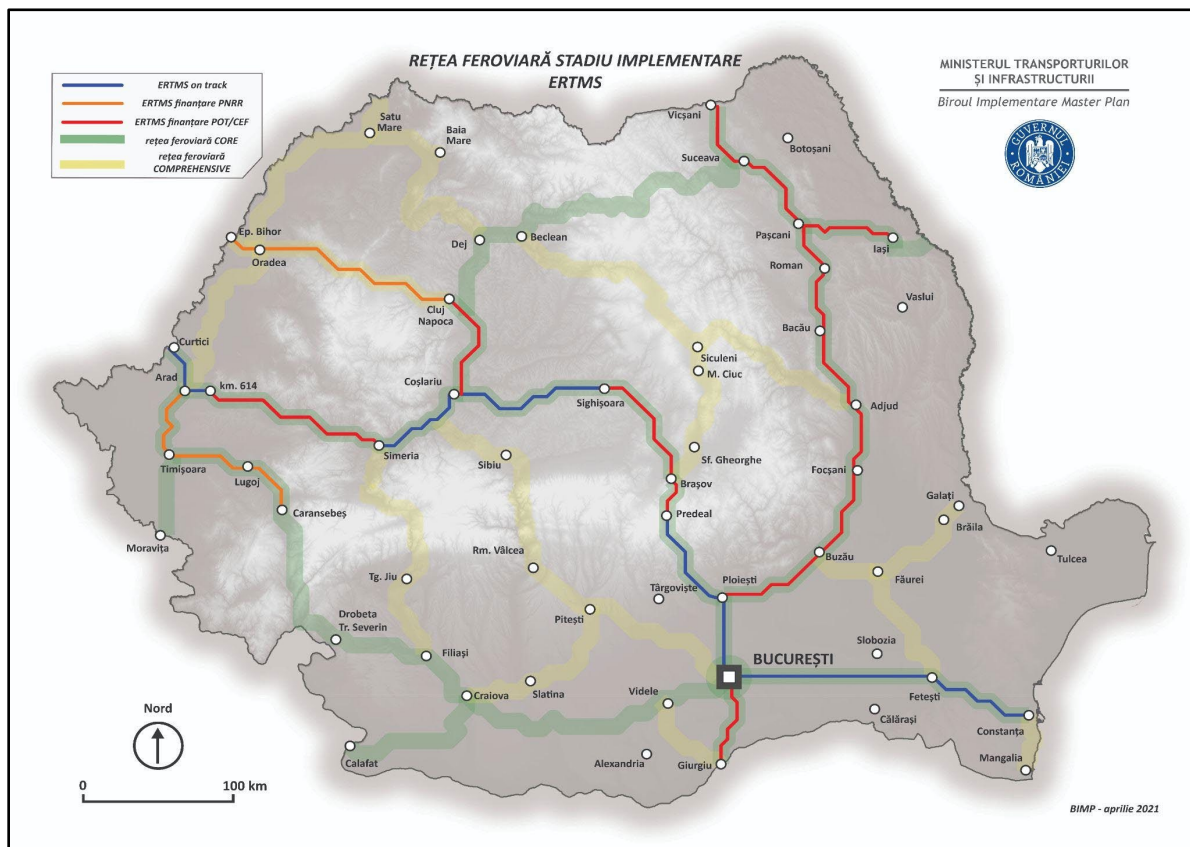 REȚEA FEROVIARĂ STADIU IMPLEMENTARE
ERTMS
MINISTERUL TRANSPORTURILOR
ȘI INFRASTRUCTURII
Biroul Implementare Master Plan
GUVERNUL
ROMÂNIEI
ERTMS on track
ERTMS finanțare PNRR
ERTMS finanțare POT/CEF
rețea feroviară CORE
rețea feroviară
COMPREHENSIVE
Satu
Mare
Baia
Mare
Vicșani
Botoșani
Suceava
Ep. Bihor
Oradea
Dej
Beclean
Pașcani
Iași
Roman
Cluj
Napoca
Vaslui
Bacău
Curtici
Siculeni
M. Ciuc
Arad
km. 614
Coșlariu
Sighișoara
Adjud
Simeria
Sibiu
Sf. Gheorghe
Timișoara
Lugoj
Brașov
Focșani
Caransebeș
Predeal
Galați
Brăila
Moravița
Rm. Vâlcea
Buzău
Tulcea
Tg. Jiu
Târgoviște
Ploiești
Făurei
Drobeta
Tr. Severin
Pitești
Filiași
BUCUREȘTI
Slobozia
Craiova
Slatina
Videle
Fetești
Nord
Călărași
Constanța
Calafat
Alexandria
Giurgiu
Mangalia
0
100 km
BIMP - aprilie 2021